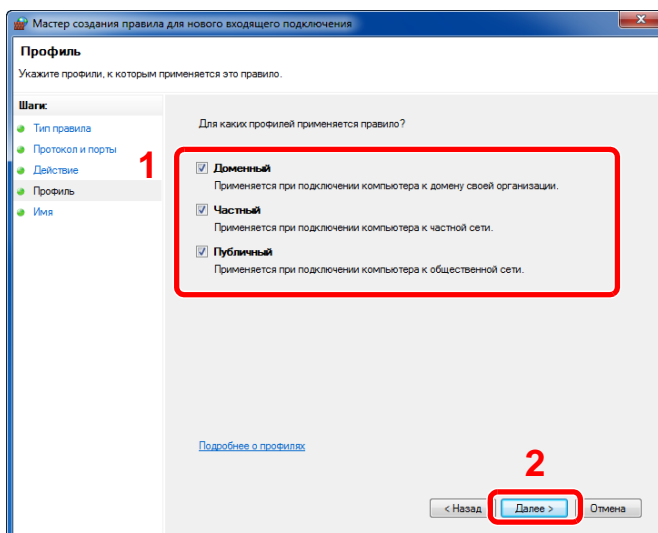 Мастер создания правила для нового входящего подключения
Профиль
Укажите профили, к которым применяется это правило.
Шаги:
Тип правила
Протокол и порты
Действие
Профиль
Имя
Для каких профилей применяется правило?
1
Доменный
Применяется при подключении компьютера к домену своей организации.
Частный
Применяется при подключении компьютера к частной сети.
Публичный
Применяется при подключении компьютера к общественной сети.
Подробнее о профилях
2
< Назад
Далее >
Отмена